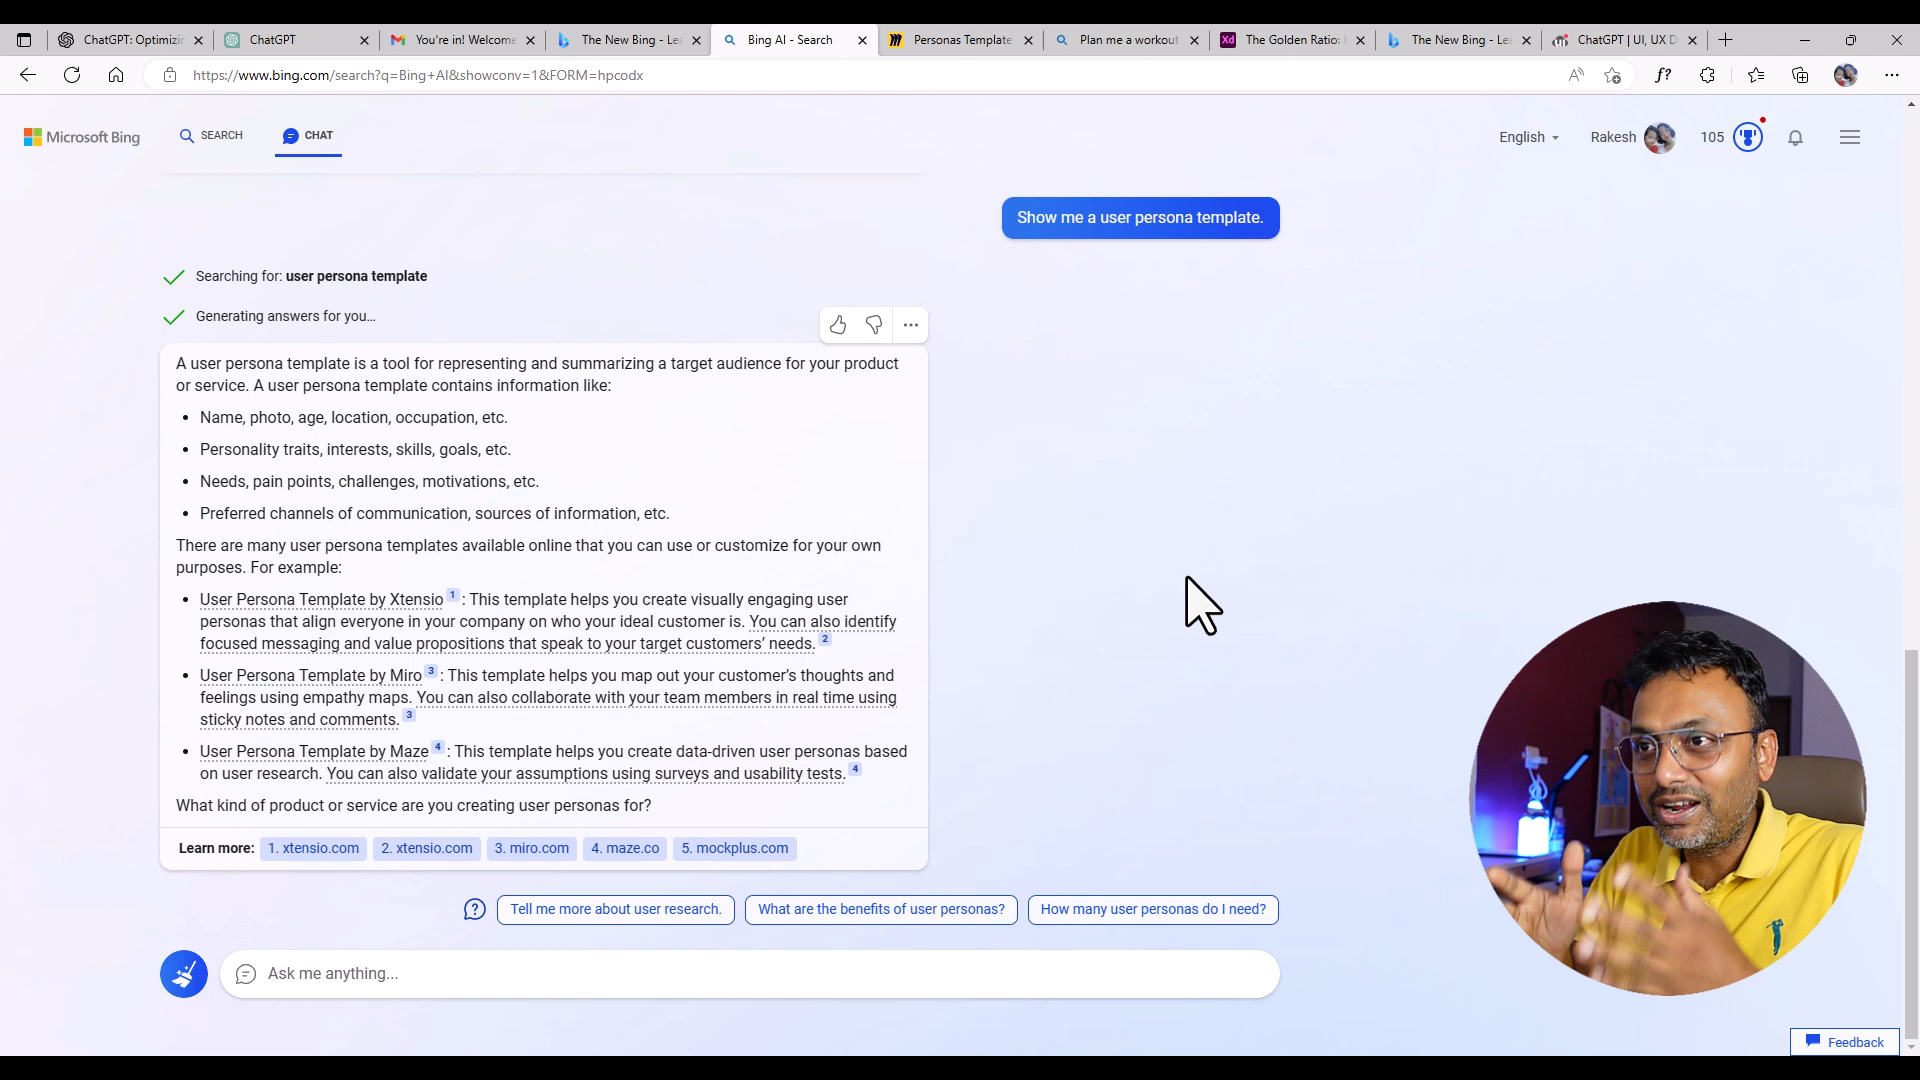 ChatGPT: Optimizin
ChatGPT
You're in! Welcome
The New Bing - Lea
Bing AI - Search
Personas Template
Plan me a workout
Xd The Golden Ratio:
The New Bing - Lea
ChatGPT | UI, UX D
https://www.bing.com/search?q=Bing+AI&showconv=1&FORM=hpcodx
Microsoft Bing
SEARCH
CHAT
English
Rakesh
105
Show me a user persona template.
Searching for: user persona template
Generating answers for you...
A user persona template is a tool for representing and summarizing a target audience for your product
or service. A user persona template contains information like:
• Name, photo, age, location, occupation, etc.
• Personality traits, interests, skills, goals, etc.
• Needs, pain points, challenges, motivations, etc.
• Preferred channels of communication, sources of information, etc.
There are many user persona templates available online that you can use or customize for your own
purposes. For example:
• User Persona Template by Xtensio 1 : This template helps you create visually engaging user
personas that align everyone in your company on who your ideal customer is. You can also identify
focused messaging and value propositions that speak to your target customers’ needs. 2
• User Persona Template by Miro 3 : This template helps you map out your customer’s thoughts and
feelings using empathy maps. You can also collaborate with your team members in real time using
sticky notes and comments. 3
• User Persona Template by Maze 4 : This template helps you create data-driven user personas based
on user research. You can also validate your assumptions using surveys and usability tests. 4
What kind of product or service are you creating user personas for?
Learn more: 1. xtensio.com 2. xtensio.com 3. miro.com 4. maze.co 5. mockplus.com
Tell me more about user research.
What are the benefits of user personas?
How many user personas do I need?
Ask me anything...
Feedback